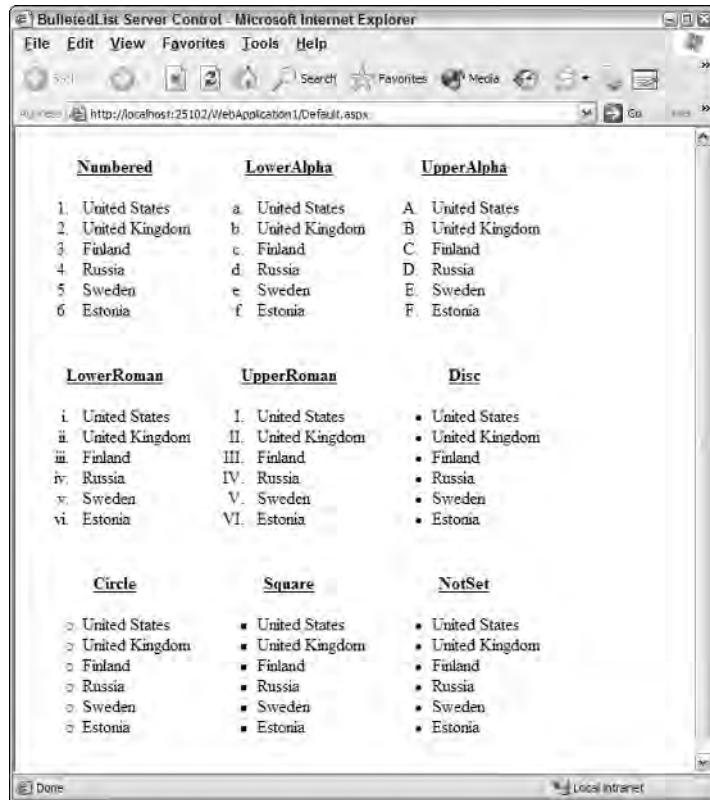 BulletedList Server Control - Microsoft Internet Explorer
File Edit View Favorites Tools Help
Search Favorites Media
http://localhost:25102/WebApplication1/Default.aspx Go
Numbered LowerAlpha UpperAlpha
1. United States a. United States A. United States
2. United Kingdom b. United Kingdom B. United Kingdom
3. Finland c. Finland C. Finland
4. Russia d. Russia D. Russia
5. Sweden e. Sweden E. Sweden
6. Estonia f. Estonia F. Estonia
LowerRoman UpperRoman Disc
i. United States I. United States • United States
ii. United Kingdom II. United Kingdom • United Kingdom
iii. Finland III. Finland • Finland
iv. Russia IV. Russia • Russia
v. Sweden V. Sweden • Sweden
vi. Estonia VI. Estonia • Estonia
Circle Square NotSet
○ United States ■ United States • United States
○ United Kingdom ■ United Kingdom • United Kingdom
○ Finland ■ Finland • Finland
○ Russia ■ Russia • Russia
○ Sweden ■ Sweden • Sweden
○ Estonia ■ Estonia • Estonia
Done Local intranet